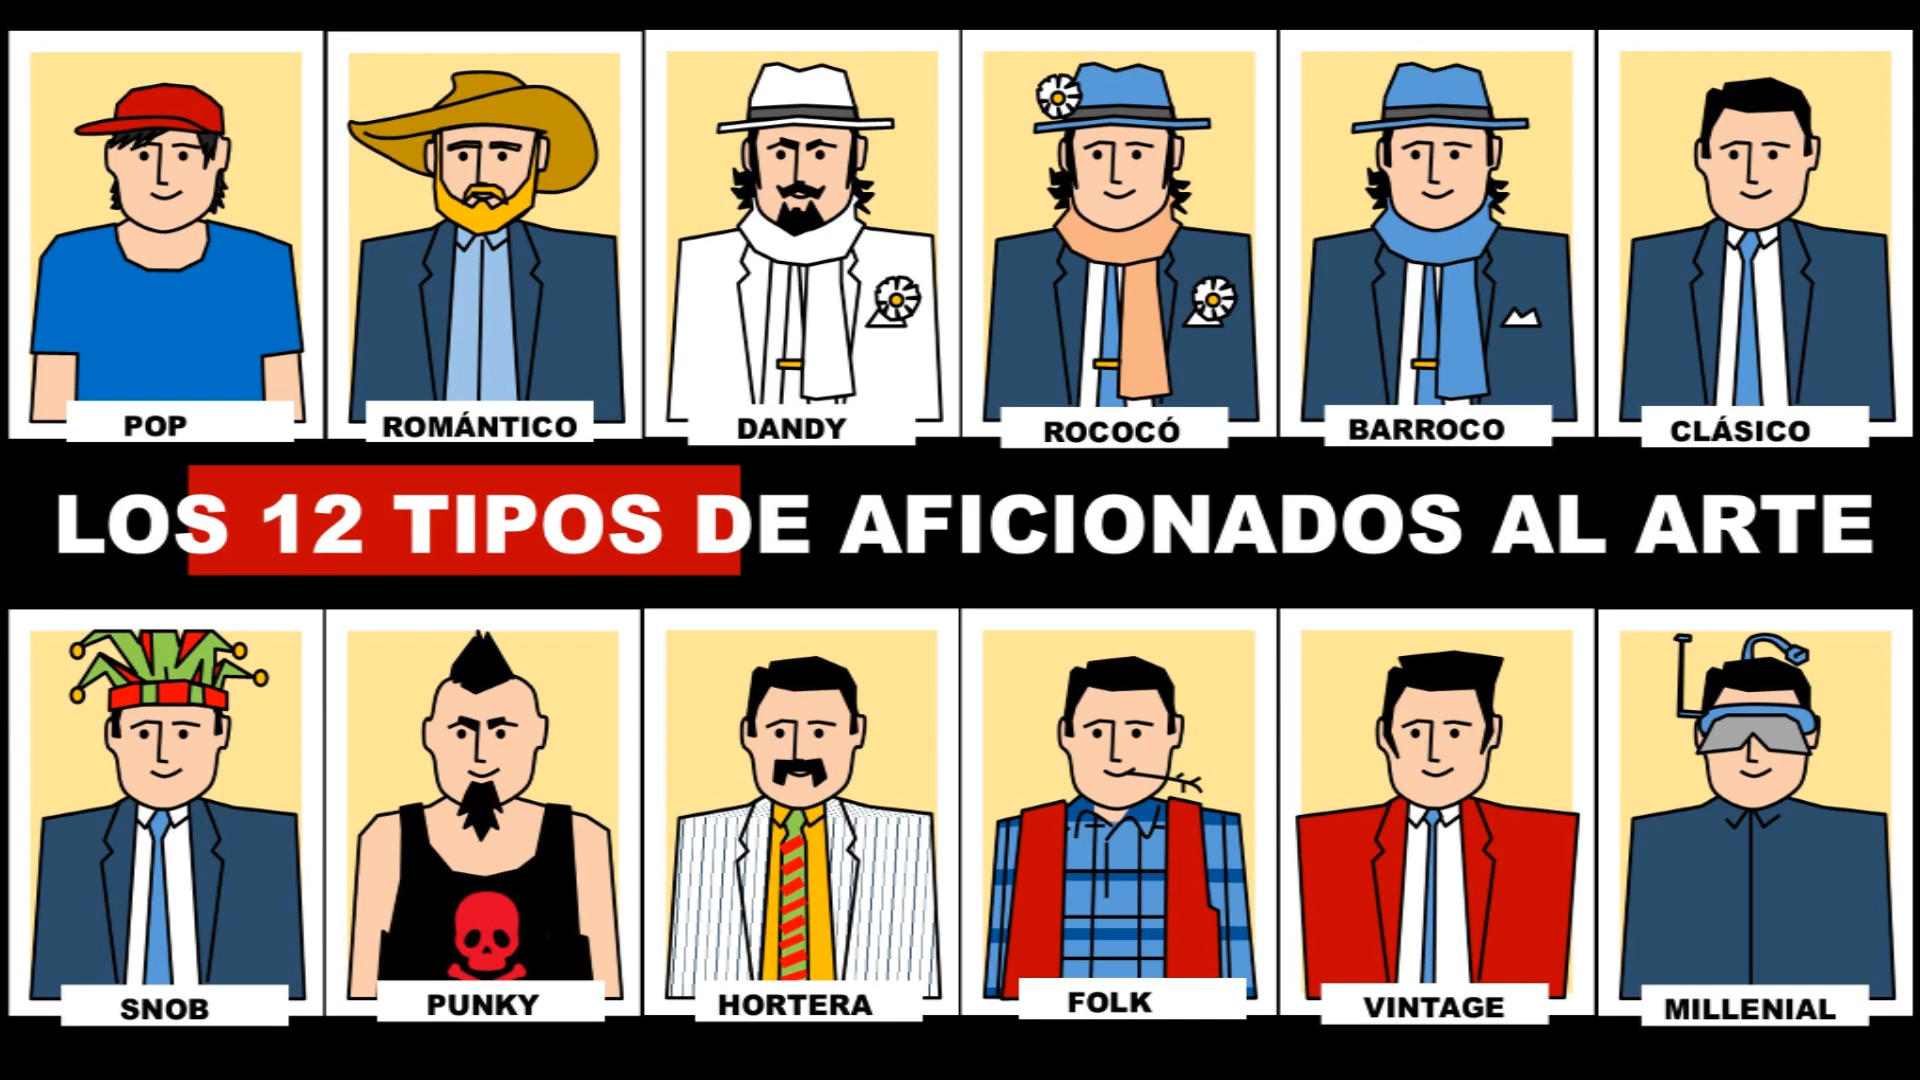 POP
ROMÁNTICO
DANDY
ROCOCÓ
BARROCO
CLÁSICO
LOS 12 TIPOS DE AFICIONADOS AL ARTE
SNOB
PUNKY
HORTERA
FOLK
VINTAGE
MILLENIAL